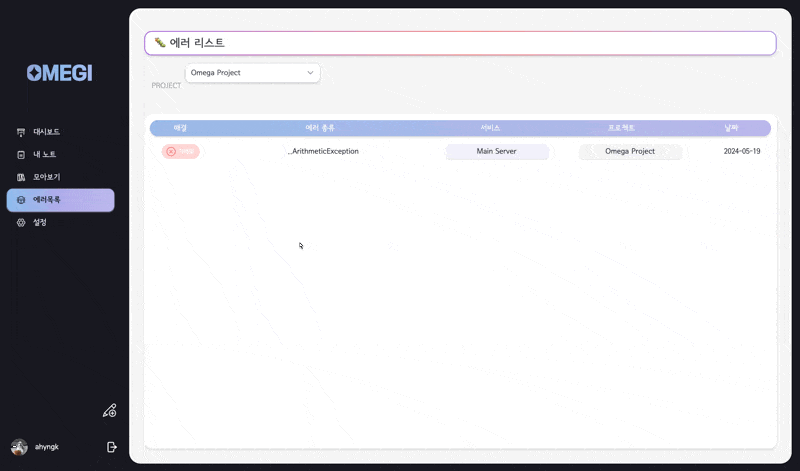 OMEGI
대시보드
내 노트
모아보기
에러목록
설정
ahyngk
에러 리스트
PROJECT
Omega Project
해결 에러 종류 서비스 프로젝트 날짜
..ArithmeticException Main Server Omega Project 2024-05-19